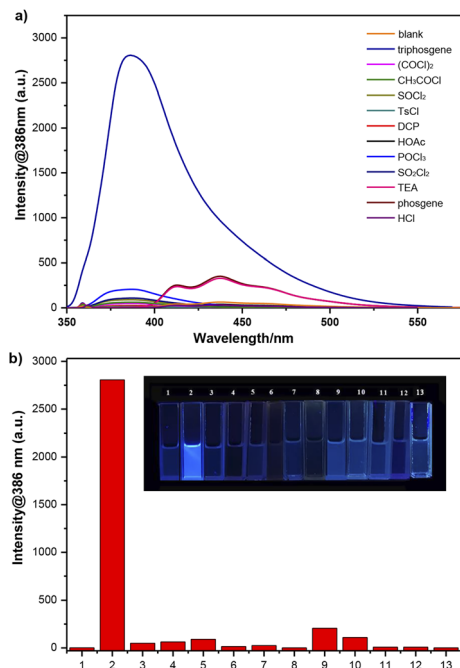 a)
3000
2500
2000
1500
1000
500
0
Intensity@386nm (a.u.)
blank
triphosgene
(COCl)₂
CH₃COCl
SOCl₂
TsCl
DCP
HOAc
POCl₃
SO₂Cl₂
TEA
phosgene
HCl
350 400 450 500 550
Wavelength/nm
b)
3000
2500
2000
1500
1000
500
0
Intensity@386 nm (a.u.)
1 2 3 4 5 6 7 8 9 10 11 12 13
1 2 3 4 5 6 7 8 9 10 11 12 13